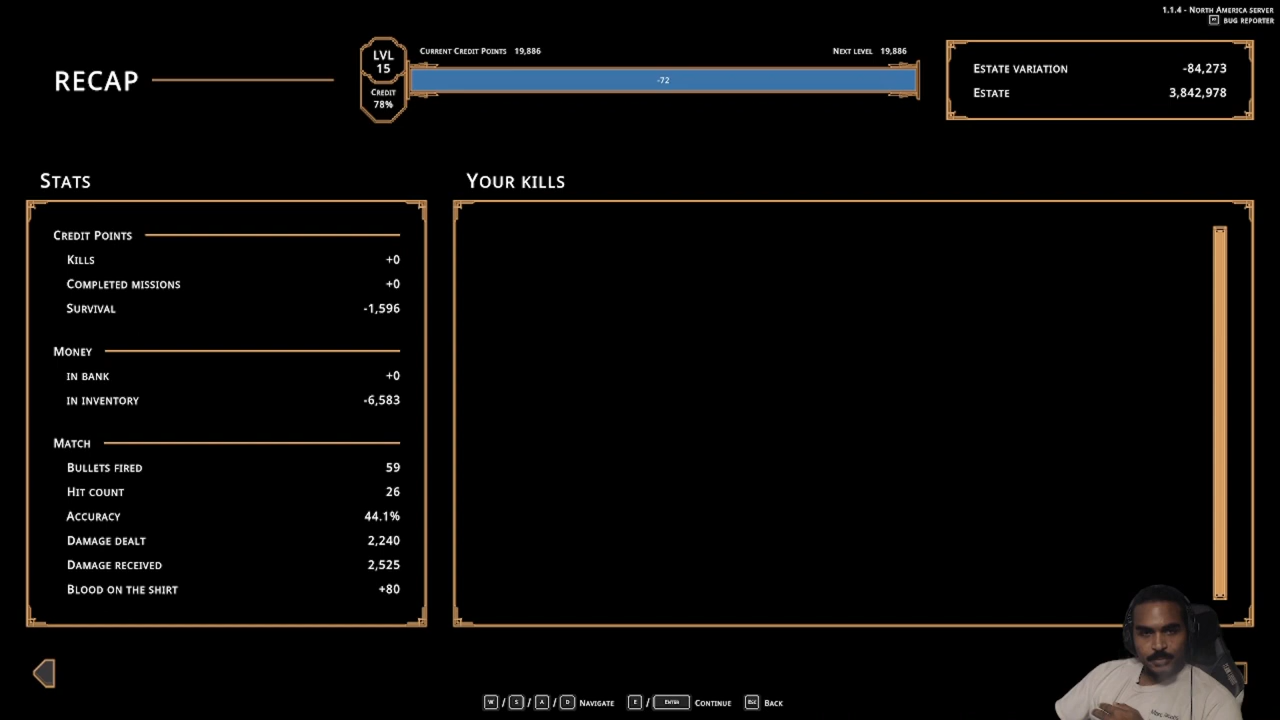 1.1.4 - North America server
BUG REPORTER
RECAP
LVL
15
CREDIT
78%
CURRENT CREDIT POINTS 19,886
NEXT LEVEL 19,886
-72
ESTATE VARIATION -84,273
ESTATE 3,842,978
STATS
YOUR KILLS
CREDIT POINTS
KILLS +0
COMPLETED MISSIONS +0
SURVIVAL -1,596
MONEY
IN BANK +0
IN INVENTORY -6,583
MATCH
BULLETS FIRED 59
HIT COUNT 26
ACCURACY 44.1%
DAMAGE DEALT 2,240
DAMAGE RECEIVED 2,525
BLOOD ON THE SHIRT +80
W / S / A / D NAVIGATE E / ENTER CONTINUE ESC BACK